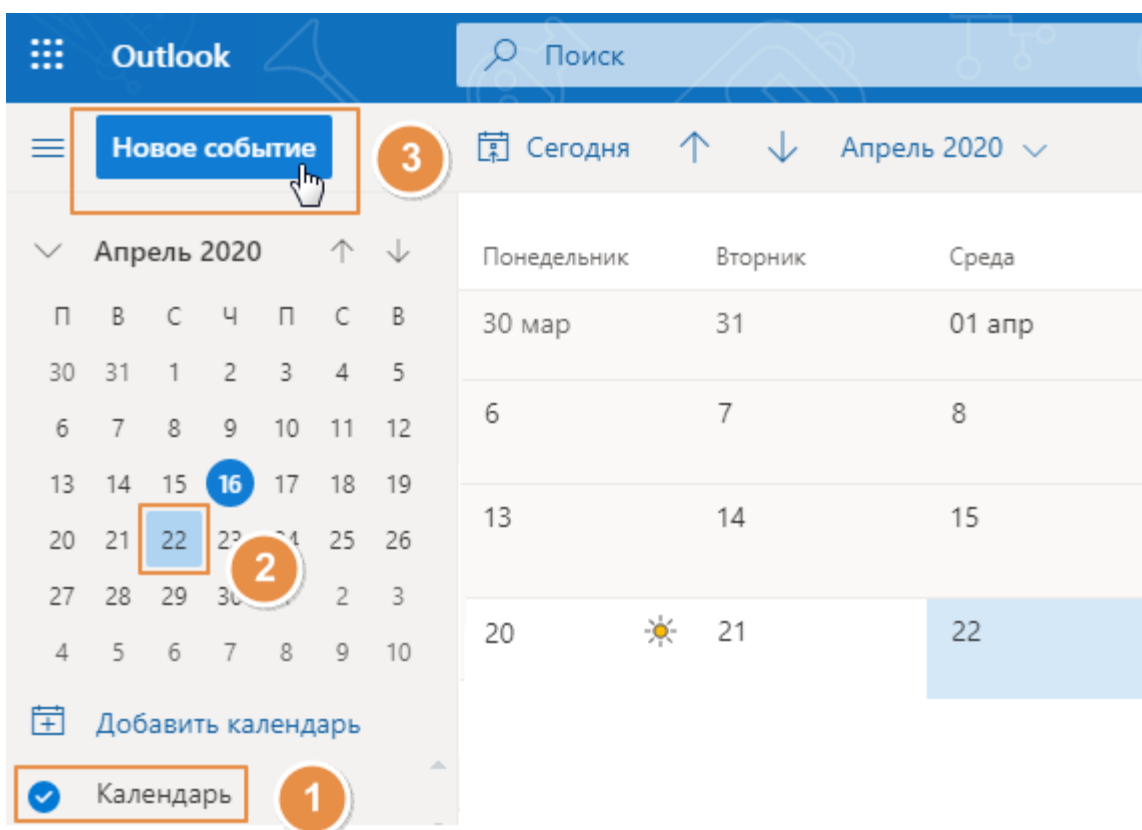 Outlook
Поиск
Новое событие
3
Сегодня
Апрель 2020
Апрель 2020
П В С Ч П С В
30 31 1 2 3 4 5
6 7 8 9 10 11 12
13 14 15 16 17 18 19
20 21 22 25 26
2
27 28 29 2 3
4 5 6 7 8 9 10
Добавить календарь
Календарь
1
Понедельник Вторник Среда
30 мар 31 01 апр
6 7 8
13 14 15
20 21 22